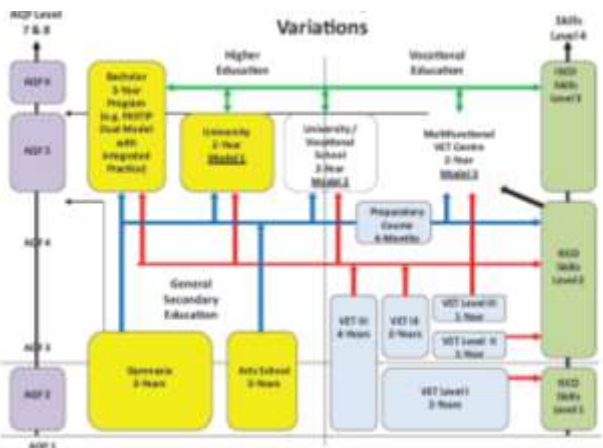 AQF Level
7 & 8
Variations
Skills
Level 4
Higher
Education
Vocational
Education
AQF 6
Bachelor
3-Year
Program
(e.g.
Dual Model
with
Integrated
Practice)
ISCD
Skills
Level 3
AQF 5
University
2-Year
Model 1
University/
Vocational
School
2-Year
Model 2
Multifunctional
VET Centre
2-Year
Model 3
Preparatory
Course
6-Months
AQF 4
ISCD
Skills
Level 2
General
Secondary
Education
VET III
4-Years
VET III
VET Level III
1-Year
VET Level II
1-Year
AQF 3
Gymnasia
3-Years
Arts School
3-Years
AQF 2
VET Level I
2-Years
ISCD
Skills
Level 1
AQF 1